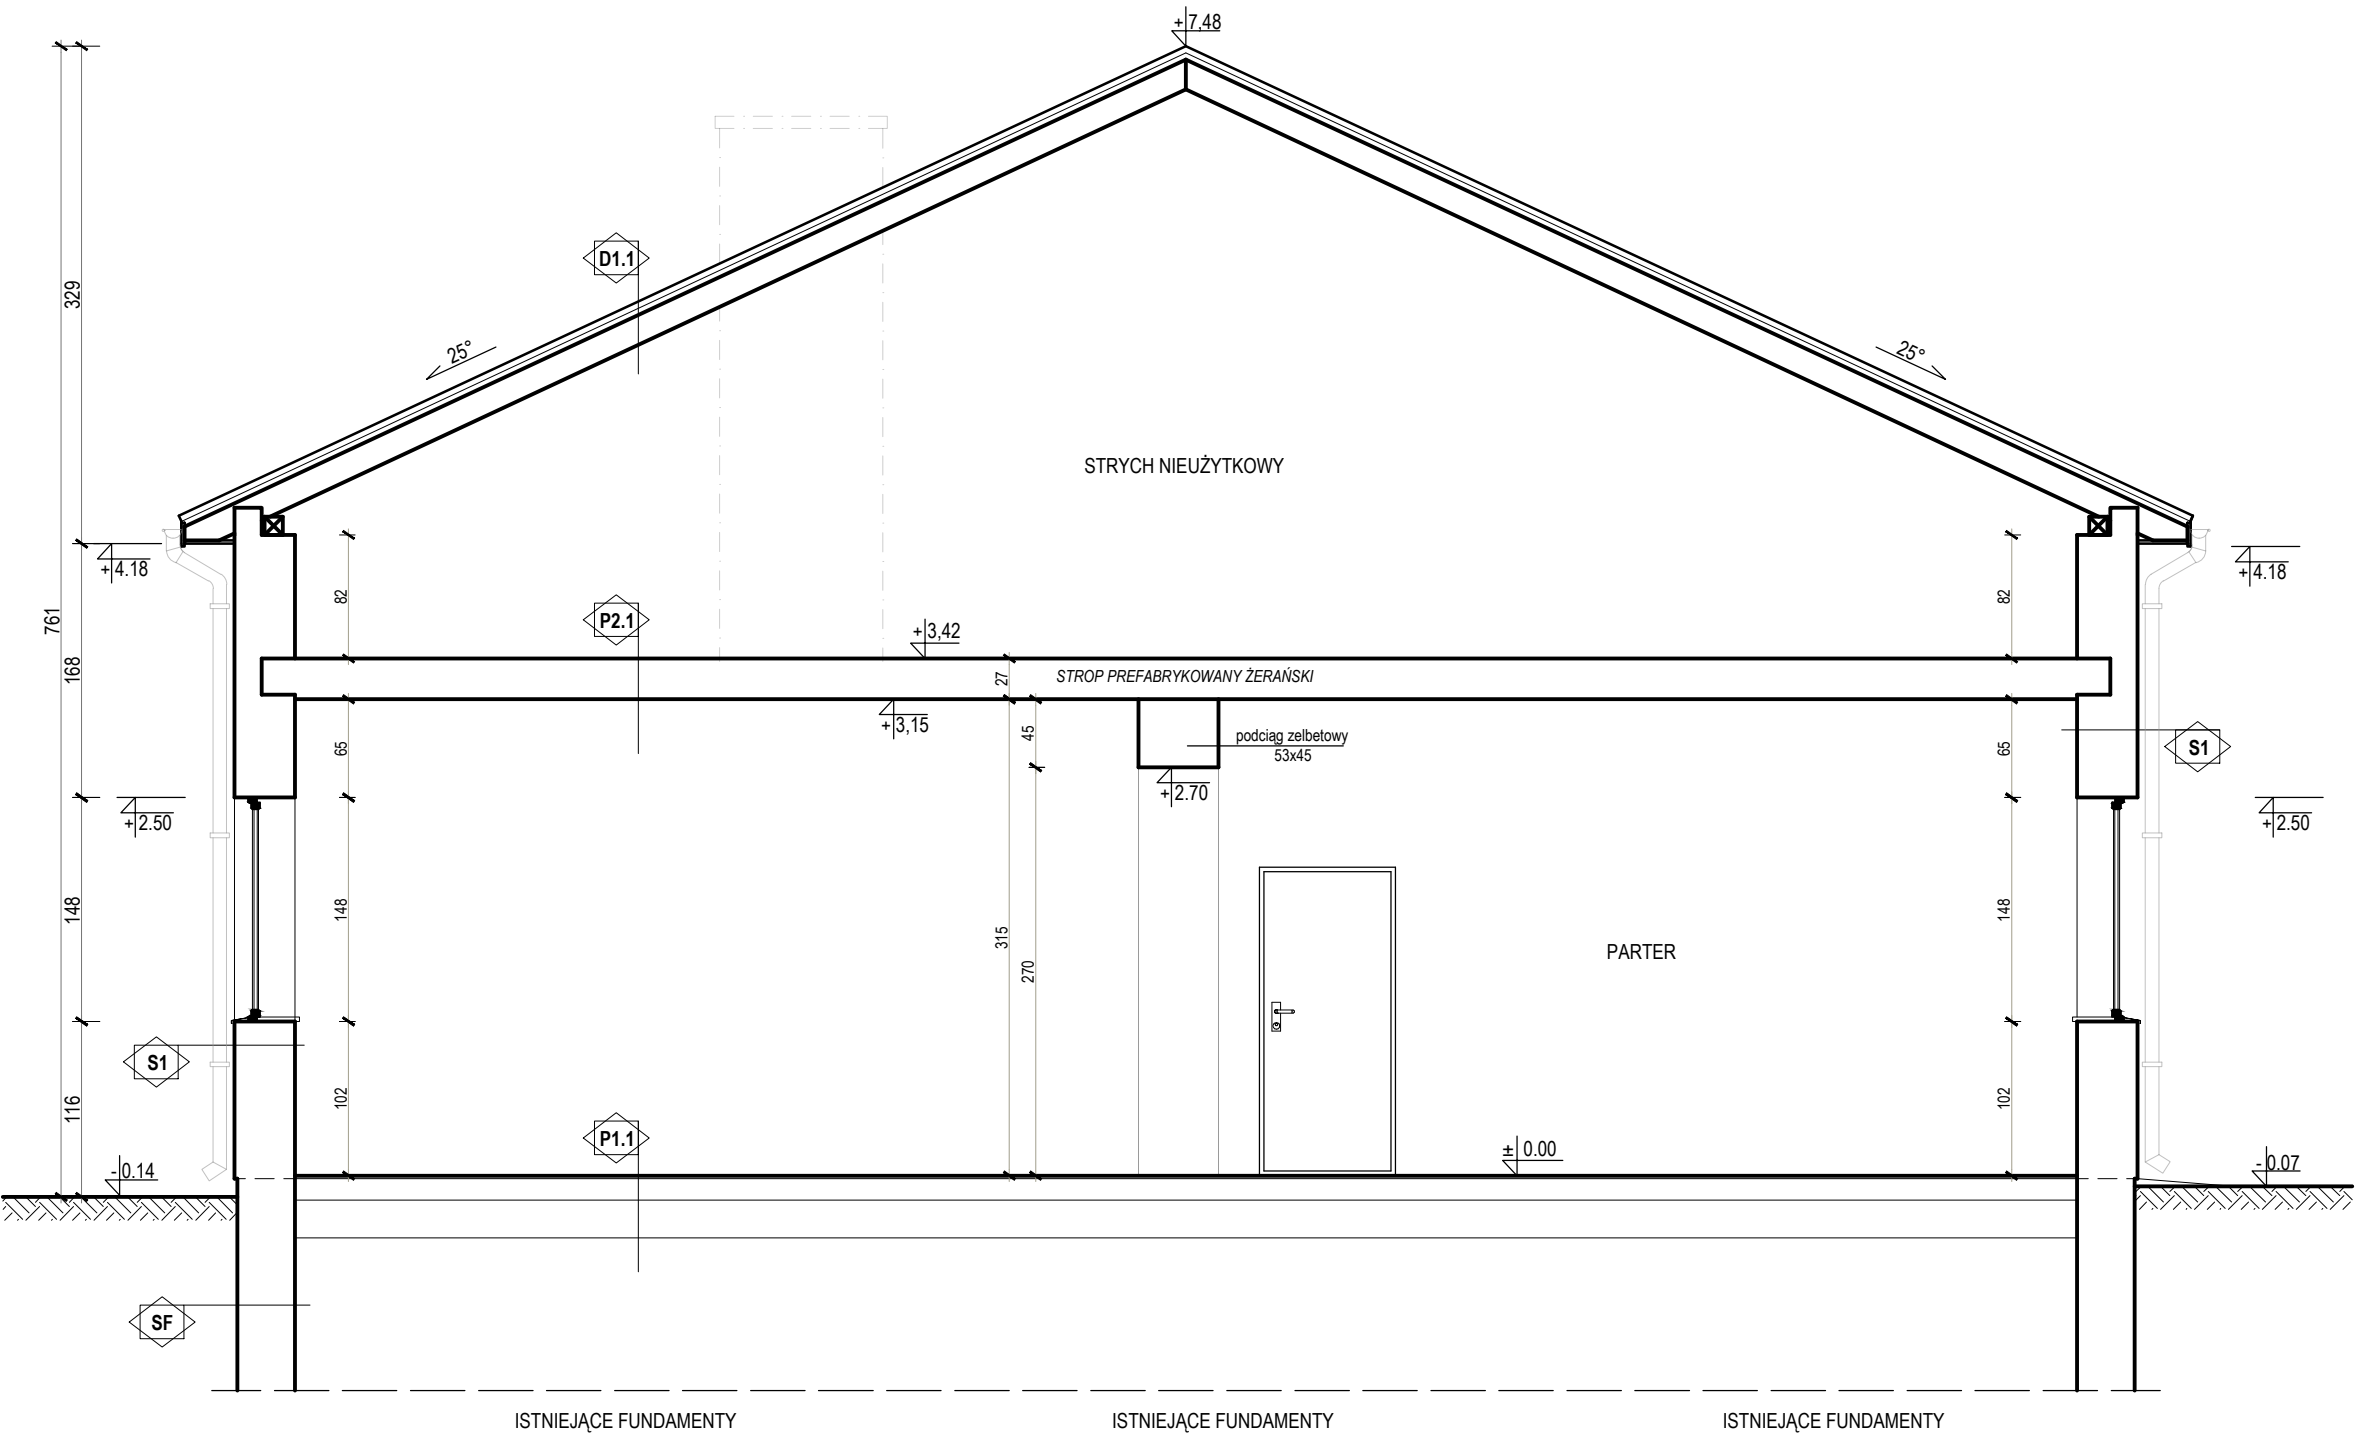 +7,48
329
D1.1
25°
25°
STRYCH NIEUŻYTKOWY
+4.18
+4.18
82
82
761
P2.1
+3,42
168
27
STROP PREFABRYKOWANY ŻERAŃSKI
+3,15
65
45
podciąg zelbetowy
53x45
65
S1
+2.70
+2.50
+2.50
148
148
148
315
270
PARTER
S1
116
102
102
P1.1
± 0.00
-0.14
-0.07
SF
ISTNIEJĄCE FUNDAMENTY
ISTNIEJĄCE FUNDAMENTY
ISTNIEJĄCE FUNDAMENTY